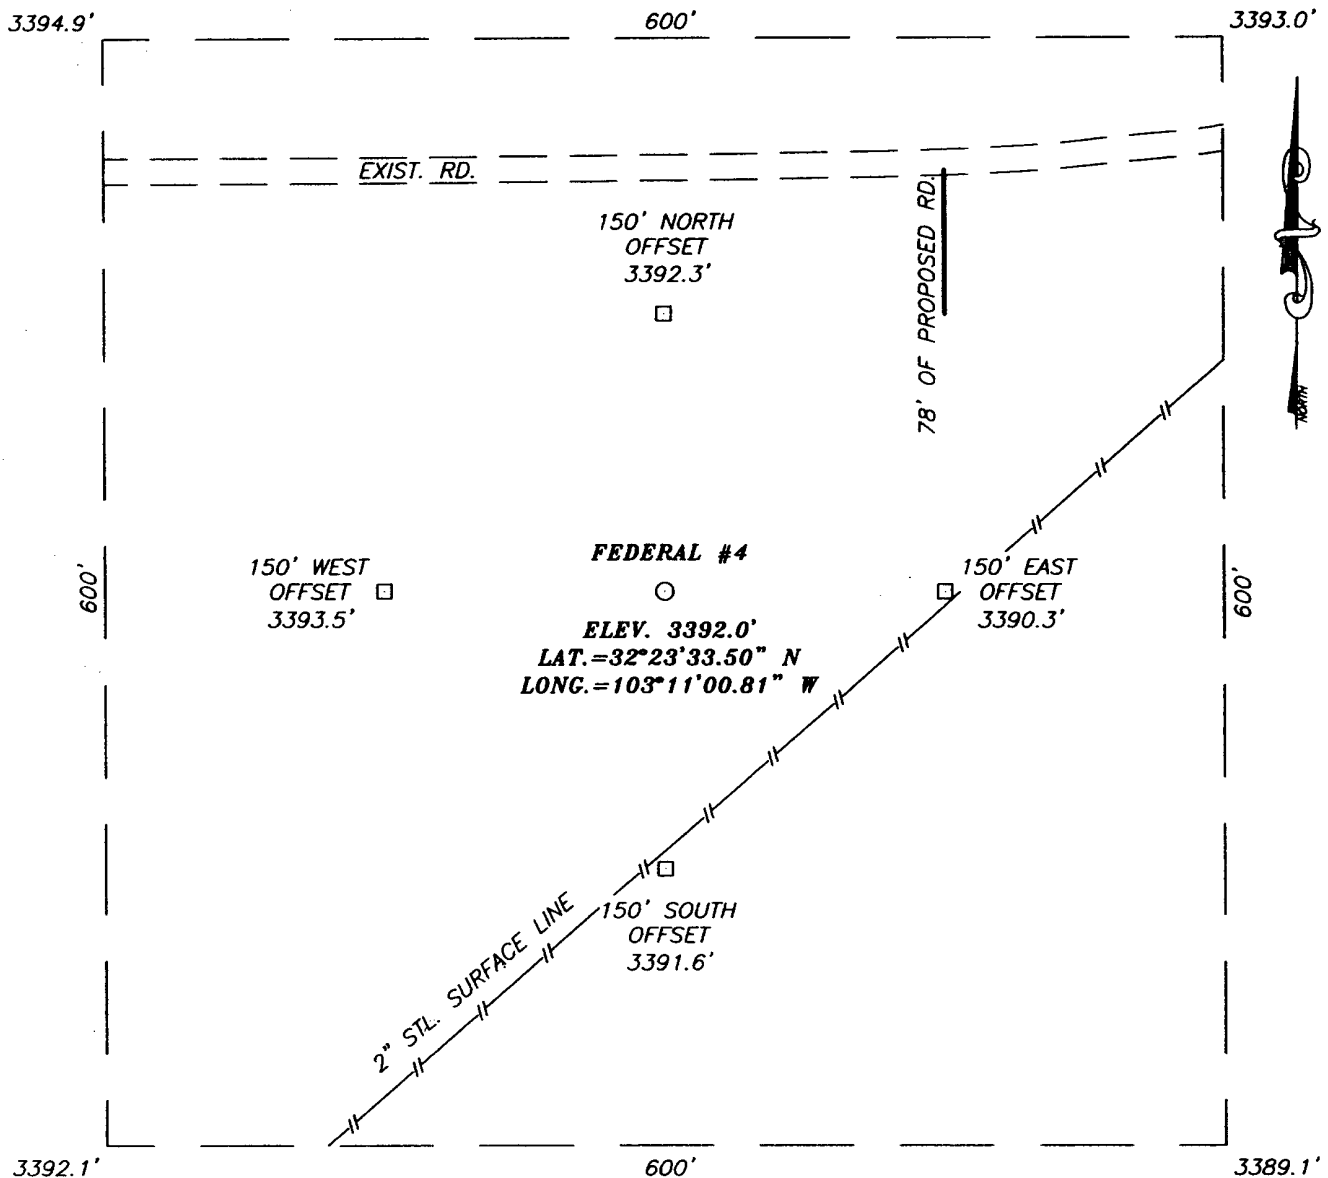 3394.9'
600'
3393.0'
EXIST. RD.
150' NORTH
OFFSET
3392.3'
78' OF PROPOSED RD.
NORTH
600'
150' WEST
OFFSET
3393.5'
FEDERAL #4
ELEV. 3392.0'
LAT.=32°23'33.50" N
LONG.=103°11'00.81" W
150' EAST
OFFSET
3390.3'
600'
2" STL. SURFACE LINE
150' SOUTH
OFFSET
3391.6'
3392.1'
600'
3389.1'